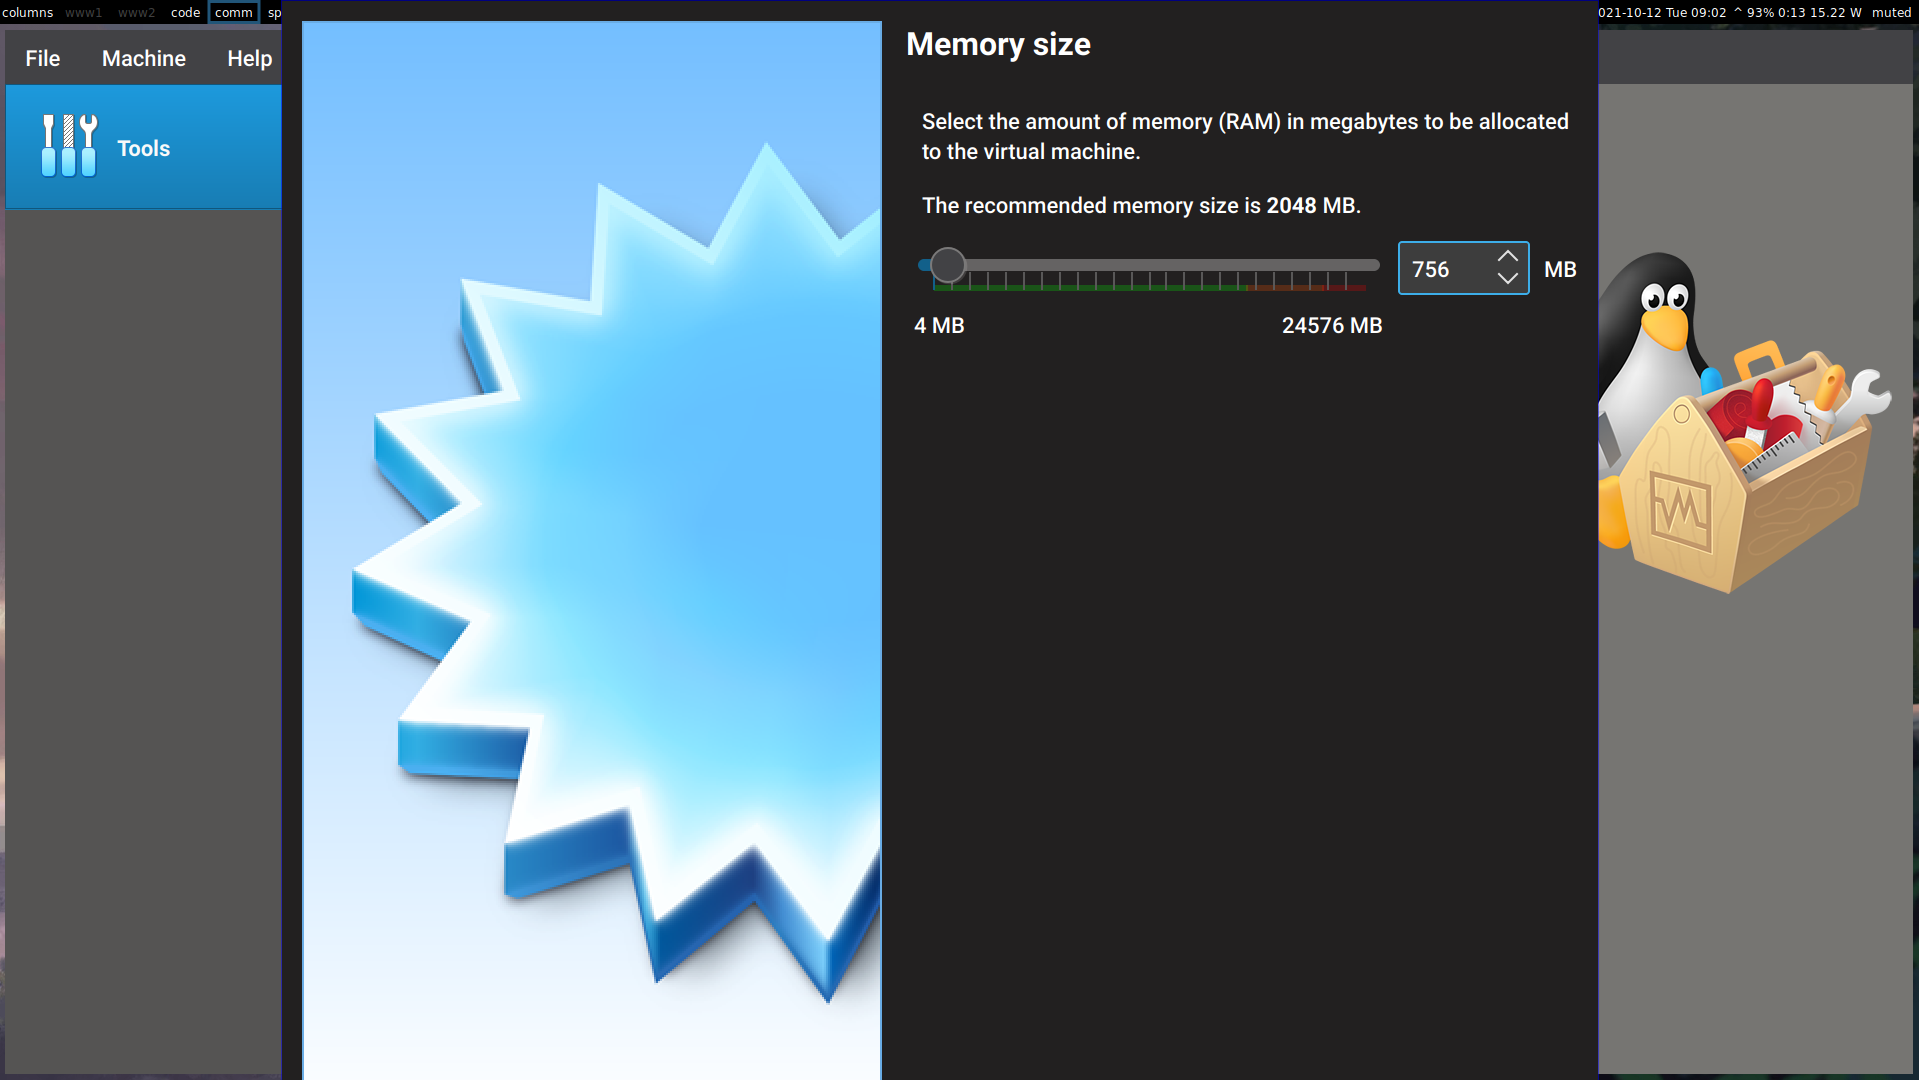 columns www1 www2 code comm sp
021-10-12 Tue 09:02 ^ 93% 0:13 15.22 W muted
File Machine Help
Tools
Memory size
Select the amount of memory (RAM) in megabytes to be allocated
to the virtual machine.
The recommended memory size is 2048 MB.
756 MB
4 MB 24576 MB